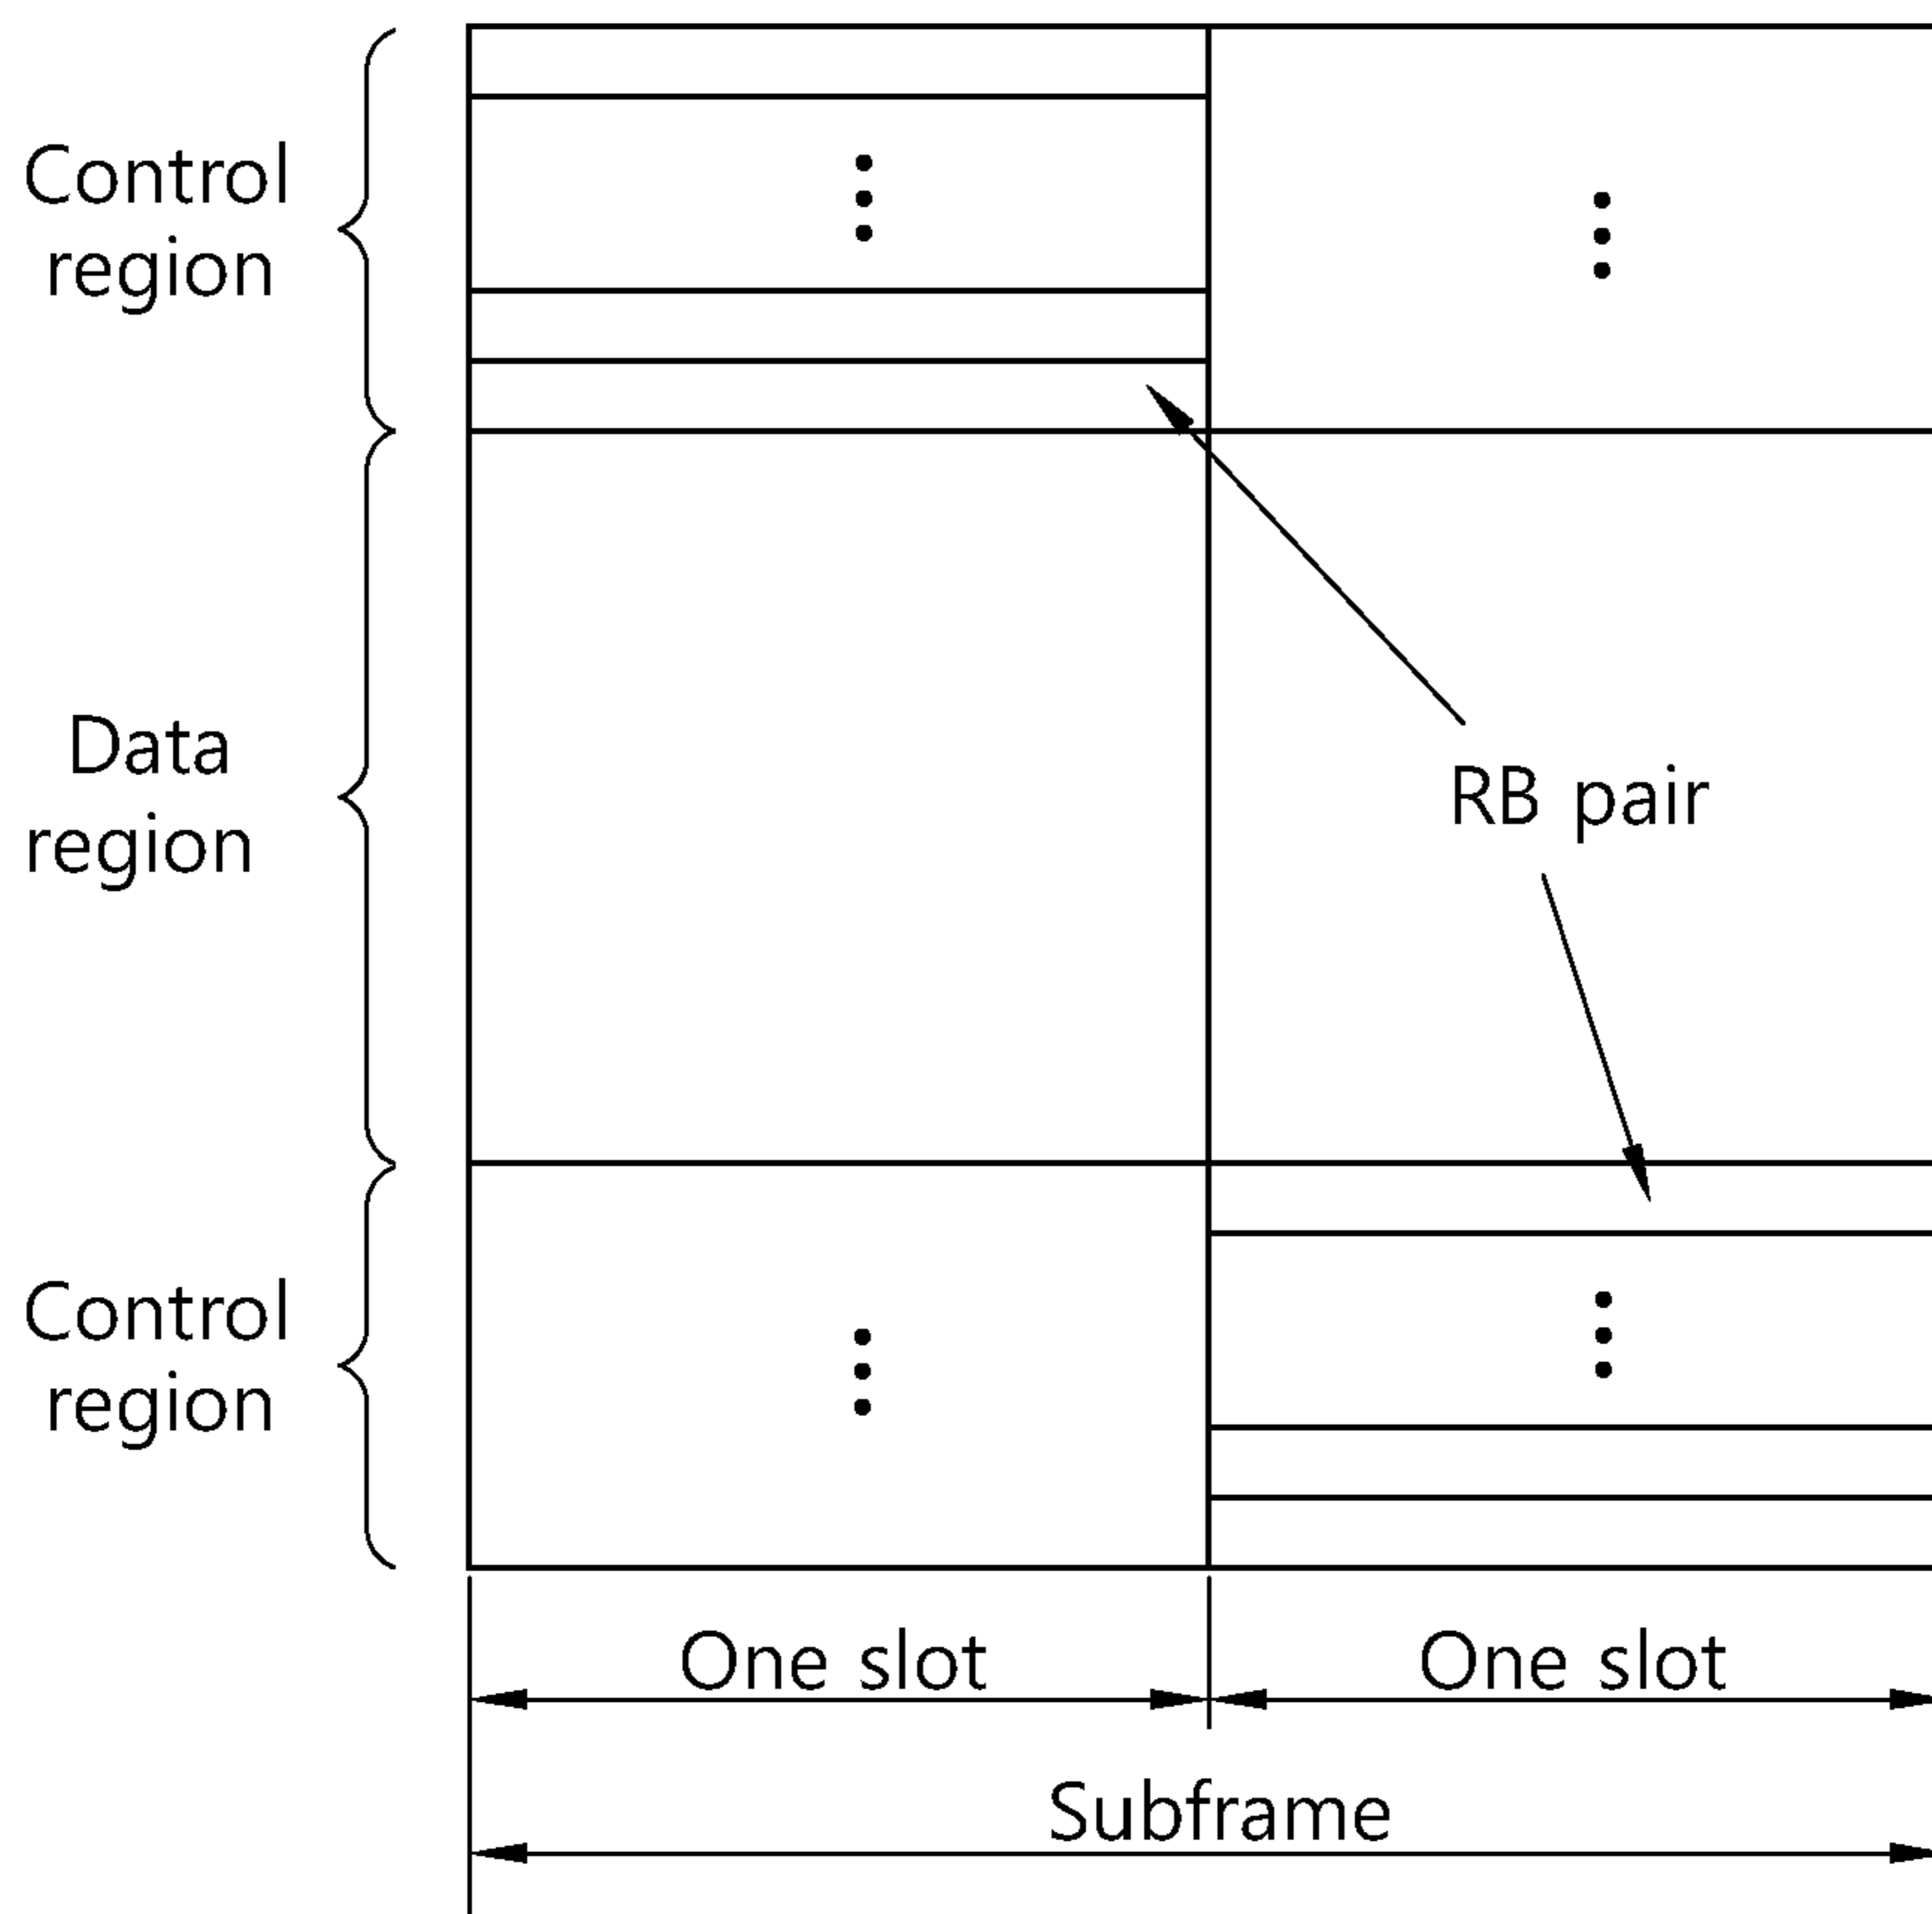 Control
region
Data
region
RB pair
Control
region
One slot
One slot
Subframe